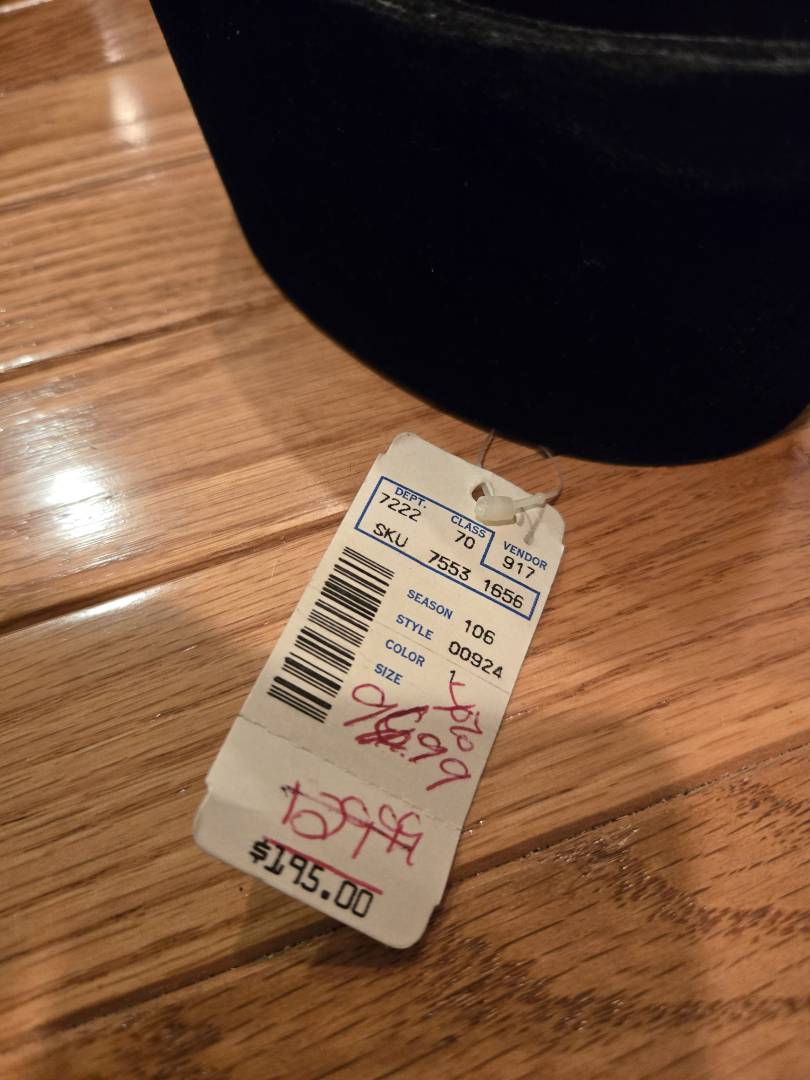 DEPT. CLASS VENDOR
7222 70 917
SKU 7553 1656
SEASON 106
STYLE 00924
COLOR 1
SIZE
$195.00